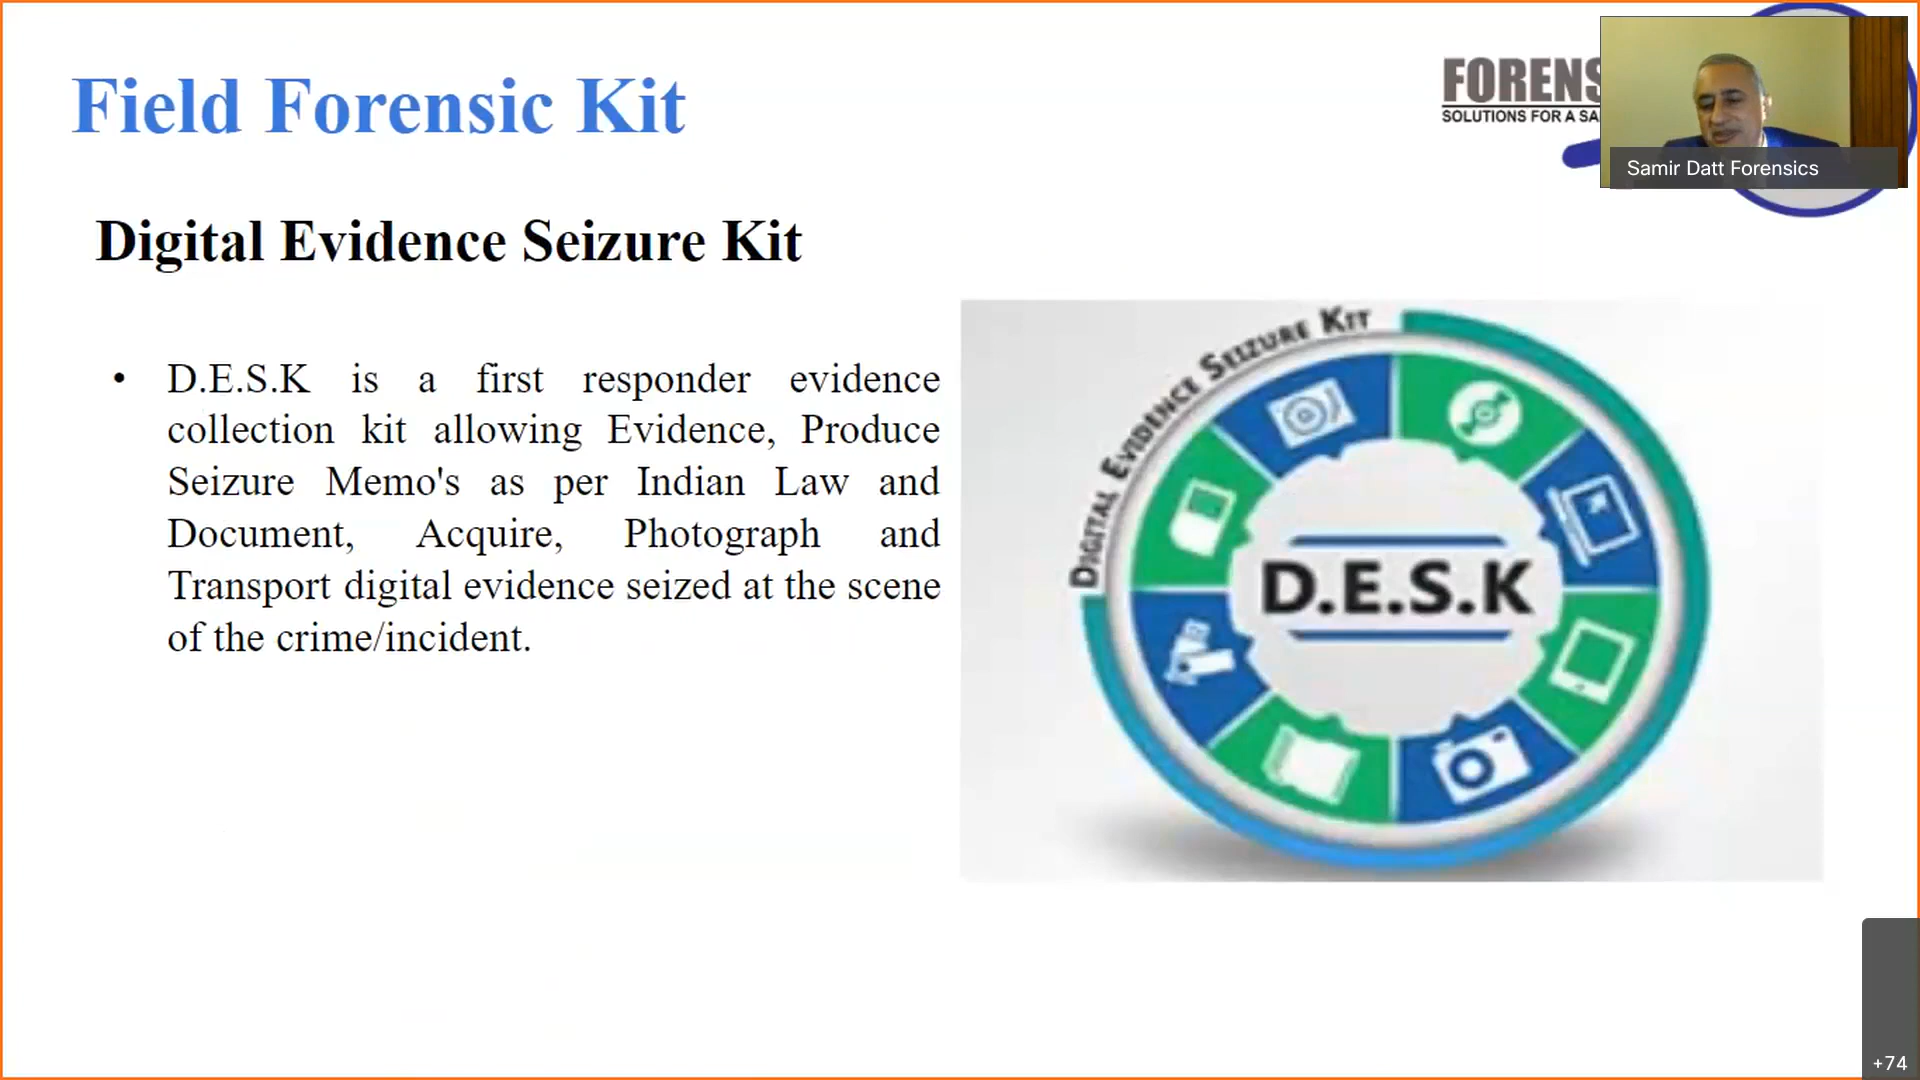 Field Forensic Kit
FORENS
SOLUTIONS FOR A SA
Samir Datt Forensics
Digital Evidence Seizure Kit
• D.E.S.K is a first responder evidence
collection kit allowing Evidence, Produce
Seizure Memo's as per Indian Law and
Document, Acquire, Photograph and
Transport digital evidence seized at the scene
of the crime/incident.
DIGITAL EVIDENCE SEIZURE KIT
D.E.S.K
+74